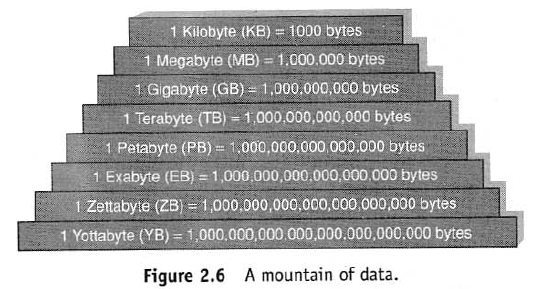 1 Kilobyte (KB) = 1000 bytes
1 Megabyte (MB) = 1,000.000 bytes
1 Gigabyte (GB) = 1,000,000,000 bytes
1 Terabyte (TB) = 1,000,000,000,000 bytes
1 Petabyte (PB) = 1,000,000,000,000,000 bytes
1 Exabyte (EB) = 1,000,000,000,000,000,000 bytes
1 Zettabyte (ZB) = 1,000,000,000,000,000,000,000 bytes
1 Yottabyte (YB) = 1,000,000,000,000,000,000,000,000 bytes
Figure 2.6 A mountain of data.